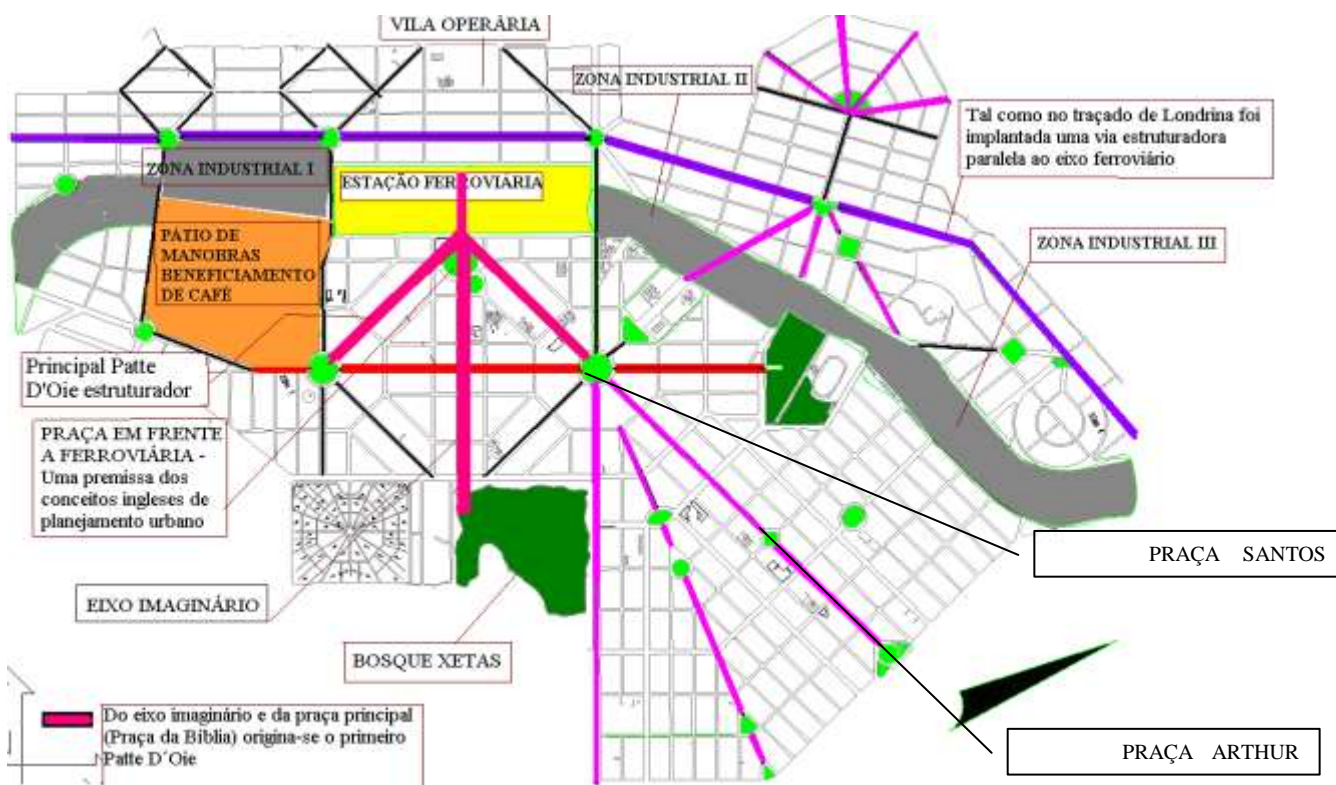 VILA OPERÁRIA
ZONA INDUSTRIAL II
Tal como no traçado de Londrina foi
implantada uma via estruturadora
paralela ao eixo ferroviário
ZONA INDUSTRIAL I
ESTAÇÃO FERROVIARIA
PÁTIO DE
MANOBRAS
BENEFICIAMENTO
DE CAFÉ
ZONA INDUSTRIAL III
Principal Patte
D'Oie estruturador
PRAÇA EM FRENTE
A FERROVIÁRIA -
Uma premissa dos
conceitos ingleses de
planejamento urbano
PRAÇA SANTOS
EIXO IMAGINÁRIO
BOSQUE XETAS
Do eixo imaginário e da praça principal
(Praça da Bíblia) origina-se o primeiro
Patte D´Oie
PRAÇA ARTHUR